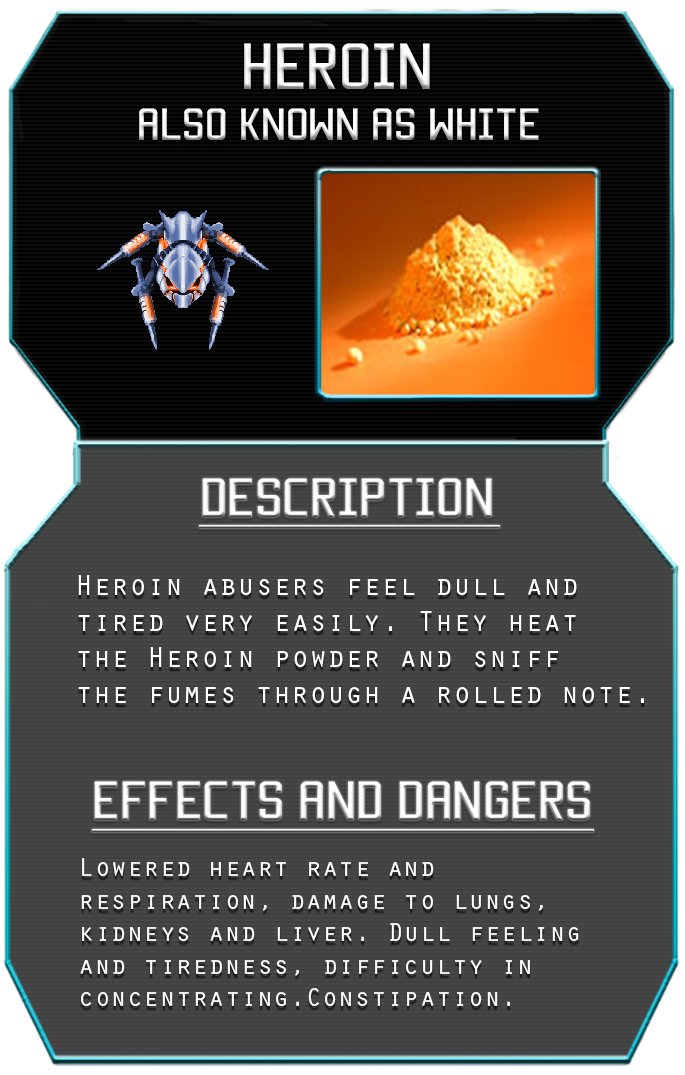 HEROIN
ALSO KNOWN AS WHITE
DESCRIPTION
HEROIN ABUSERS FEEL DULL AND
TIRED VERY EASILY. THEY HEAT
THE HEROIN POWDER AND SNIFF
THE FUMES THROUGH A ROLLED NOTE.
EFFECTS AND DANGERS
LOWERED HEART RATE AND
RESPIRATION, DAMAGE TO LUNGS,
KIDNEYS AND LIVER. DULL FEELING
AND TIREDNESS, DIFFICULTY IN
CONCENTRATING.CONSTIPATION.